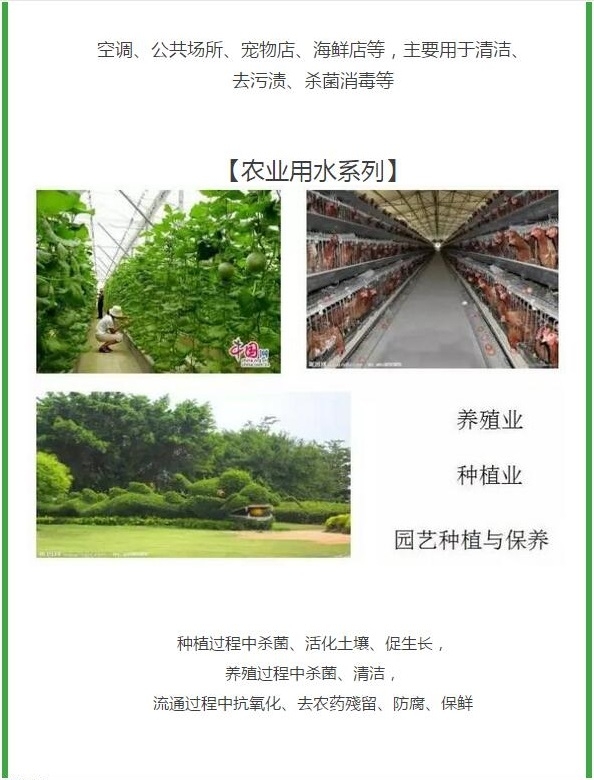 空调、公共场所、宠物店、海鲜店等，主要用于清洁、
去污渍、杀菌消毒等
【农业用水系列】
中国网
养殖业
种植业
园艺种植与保养
种植过程中杀菌、活化土壤、促生长，
养殖过程中杀菌、清洁，
流通过程中抗氧化、去农药残留、防腐、保鲜